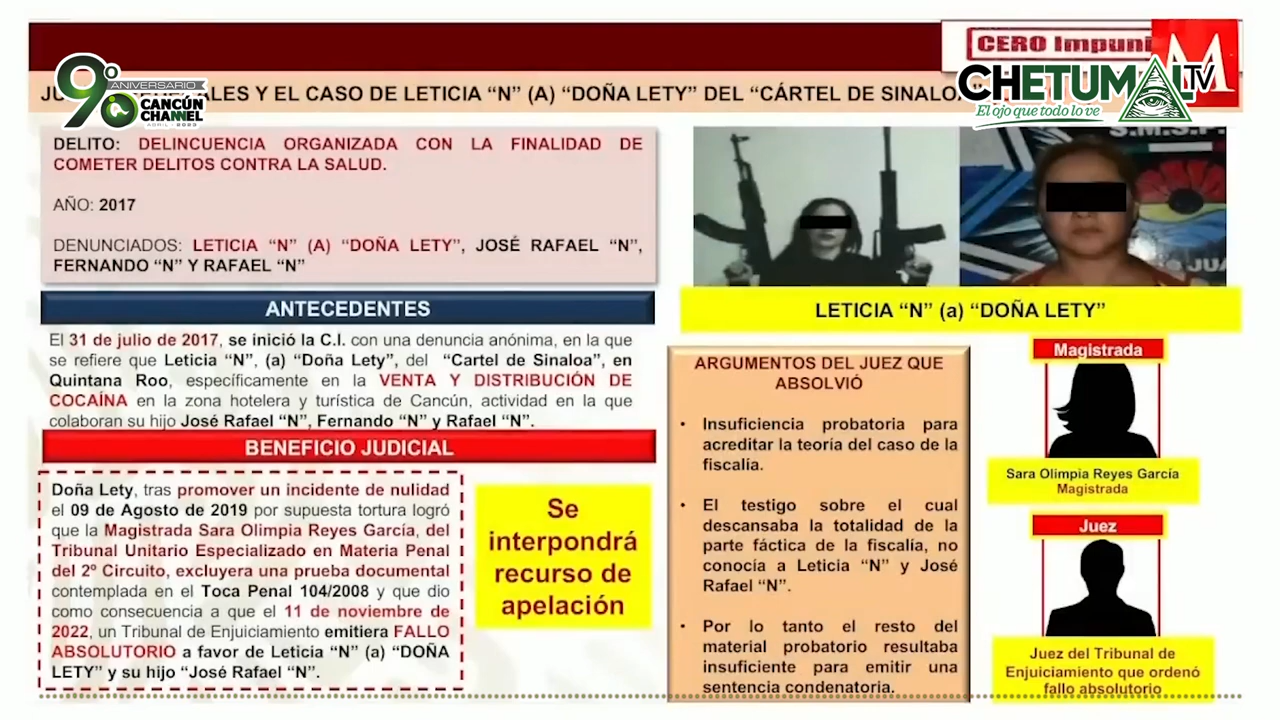 CERO Impuni
9º
ANIVERSARIO
CANCÚN
CHANNEL
ABRIL - 2023
CHETUMAL TV
El ojo que todo lo ve
ALES Y EL CASO DE LETICIA “N” (A) “DOÑA LETY” DEL “CÁRTEL DE SINALOA”
DELITO: DELINCUENCIA ORGANIZADA CON LA FINALIDAD DE
COMETER DELITOS CONTRA LA SALUD.
AÑO: 2017
DENUNCIADOS: LETICIA “N” (A) “DOÑA LETY”, JOSÉ RAFAEL “N”,
FERNANDO “N” Y RAFAEL “N”
ANTECEDENTES
El 31 de julio de 2017, se inició la C.I. con una denuncia anónima, en la que
se refiere que Leticia “N”, (a) “Doña Lety”, del “Cartel de Sinaloa”, en
Quintana Roo, específicamente en la VENTA Y DISTRIBUCIÓN DE
COCAÍNA en la zona hotelera y turística de Cancún, actividad en la que
colaboran su hijo José Rafael “N”, Fernando “N” y Rafael “N”.
BENEFICIO JUDICIAL
Doña Lety, tras promover un incidente de nulidad
el 09 de Agosto de 2019 por supuesta tortura logró
que la Magistrada Sara Olimpia Reyes García, del
Tribunal Unitario Especializado en Materia Penal
del 2º Circuito, excluyera una prueba documental
contemplada en el Toca Penal 104/2008 y que dio
como consecuencia a que el 11 de noviembre de
2022, un Tribunal de Enjuiciamiento emitiera FALLO
ABSOLUTORIO a favor de Leticia “N” (a) “DOÑA
LETY” y su hijo “José Rafael “N”.
Se
interpondrá
recurso de
apelación
LETICIA “N” (a) “DOÑA LETY”
ARGUMENTOS DEL JUEZ QUE
ABSOLVIÓ
• Insuficiencia probatoria para
acreditar la teoría del caso de la
fiscalía.
• El testigo sobre el cual
descansaba la totalidad de la
parte fáctica de la fiscalía, no
conocía a Leticia “N” y José
Rafael “N”.
• Por lo tanto el resto del
material probatorio resultaba
insuficiente para emitir una
sentencia condenatoria.
Magistrada
Sara Olimpia Reyes García
Magistrada
Juez
Juez del Tribunal de
Enjuiciamiento que ordenó
fallo absolutorio